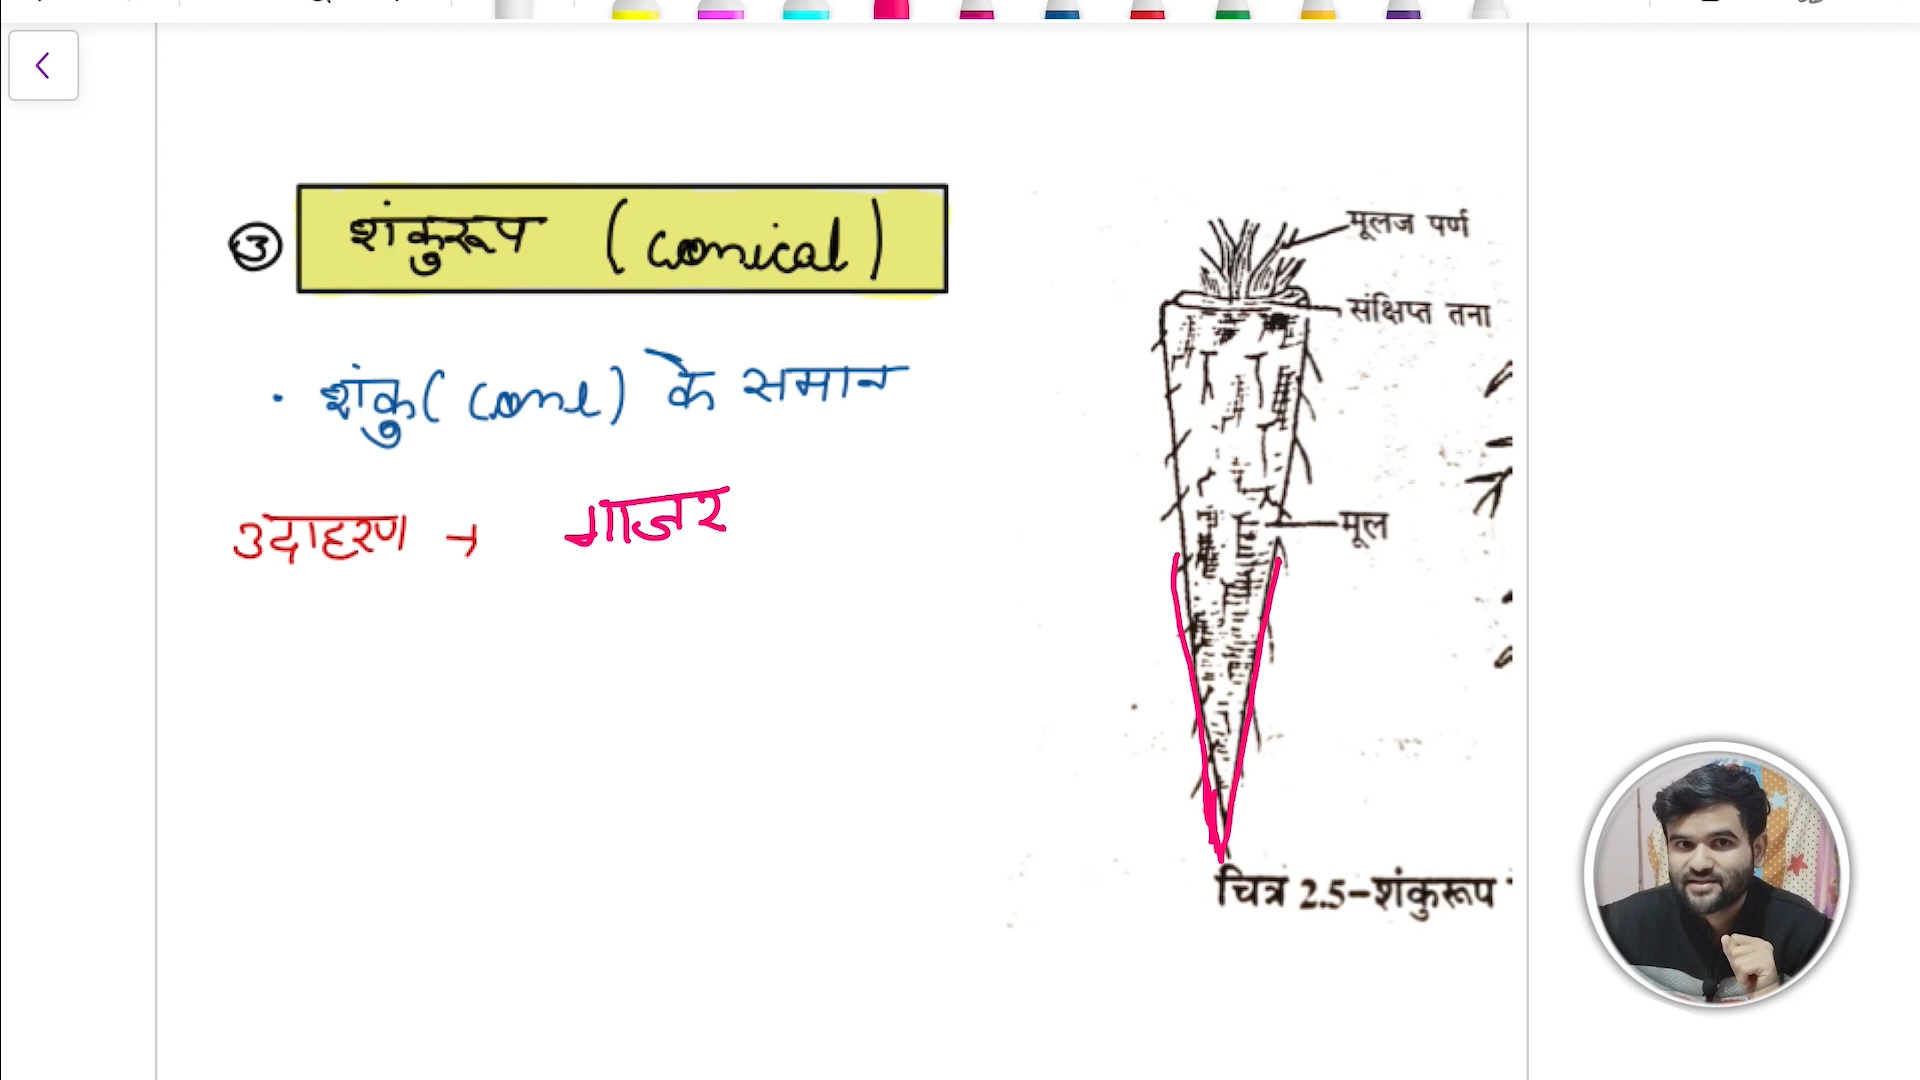 ③ शंकुरूप (conical)
• शंकु (cone) के समान
उदाहरण → गाजर
मूलज पर्ण
संक्षिप्त तना
मूल
चित्र 2.5–शंकुरूप